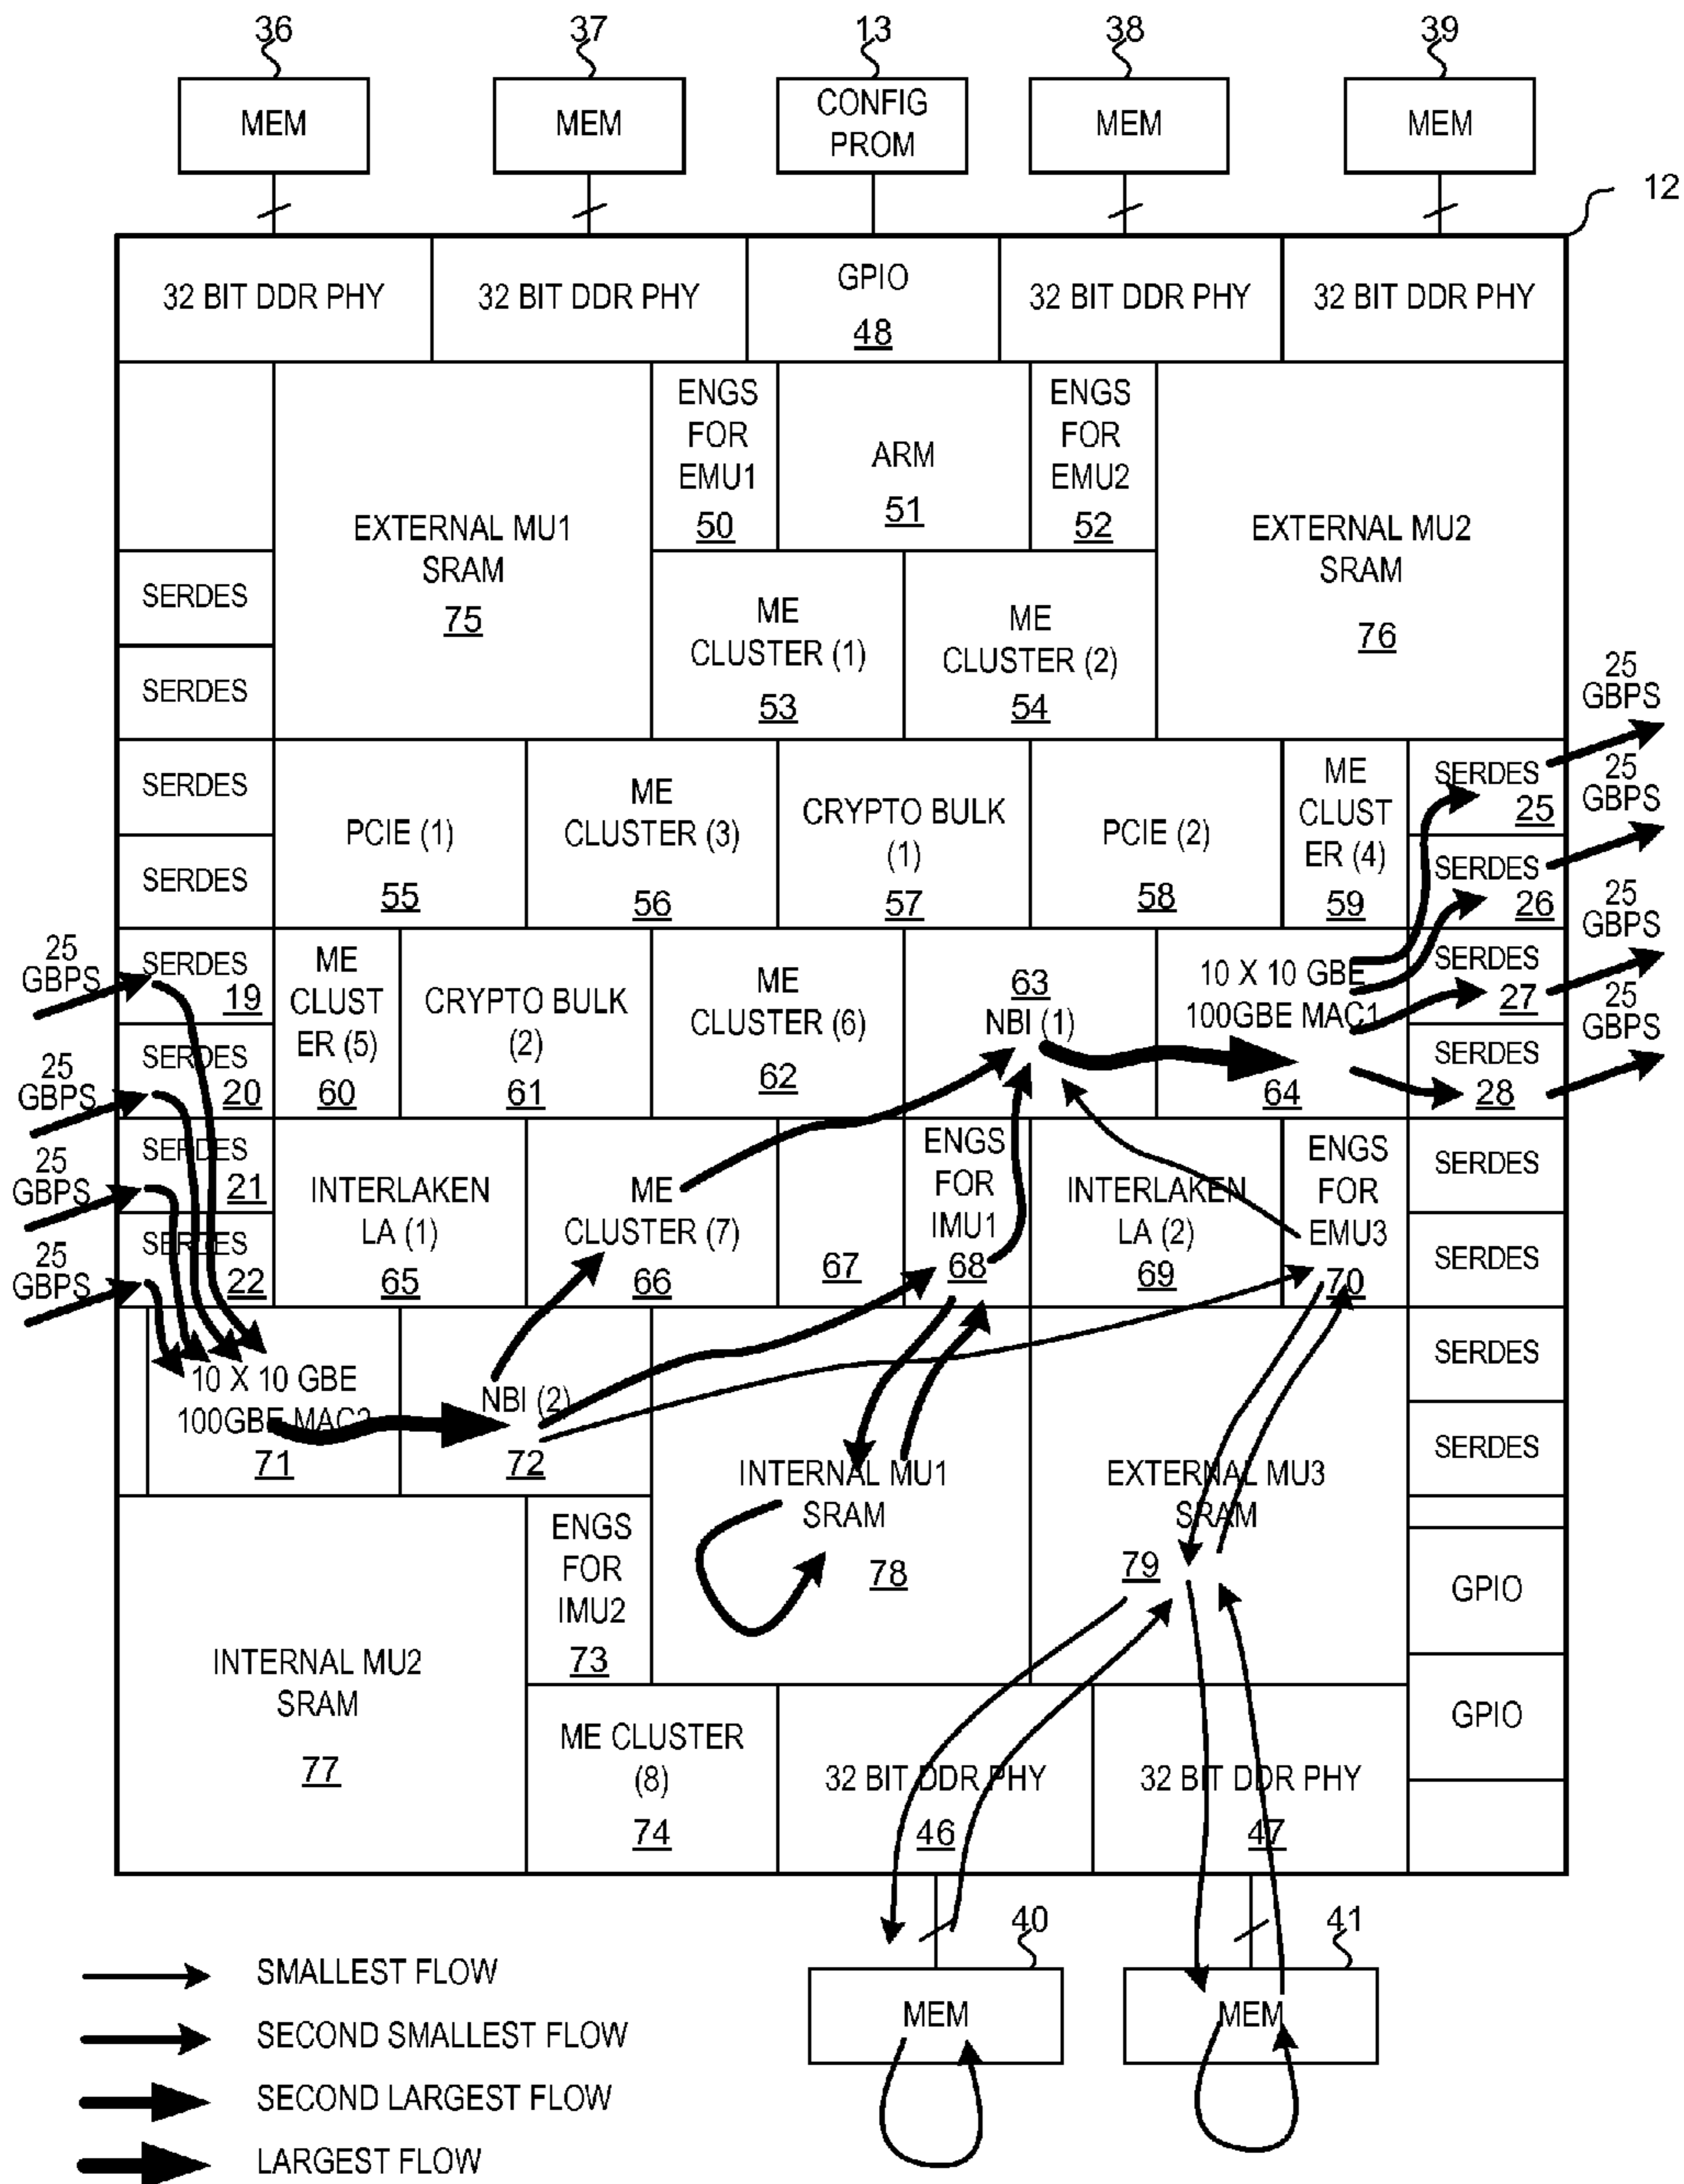 36
37
13
38
39
MEM
MEM
CONFIG
PROM
MEM
MEM
12
32 BIT DDR PHY
32 BIT DDR PHY
GPIO
48
32 BIT DDR PHY
32 BIT DDR PHY
EXTERNAL MU1
SRAM
75
ENGS
FOR
EMU1
50
ARM
51
ENGS
FOR
EMU2
52
EXTERNAL MU2
SRAM
76
SERDES
SERDES
ME
CLUSTER (1)
53
ME
CLUSTER (2)
54
SERDES
SERDES
PCIE (1)
55
ME
CLUSTER (3)
56
CRYPTO BULK
(1)
57
PCIE (2)
58
ME
CLUST
ER (4)
59
SERDES
25
SERDES
26
25
GBPS
25
GBPS
25
GBPS
25
GBPS
25
GBPS
25
GBPS
25
GBPS
25
GBPS
SERDES
19
SERDES
20
ME
CLUST
ER (5)
60
CRYPTO BULK
(2)
61
ME
CLUSTER (6)
62
63
NBI (1)
10 X 10 GBE
100GBE MAC1
64
SERDES
27
SERDES
28
SERDES
21
SERDES
22
INTERLAKEN
LA (1)
65
ME
CLUSTER (7)
66
67
ENGS
FOR
IMU1
68
INTERLAKEN
LA (2)
69
ENGS
FOR
EMU3
70
SERDES
SERDES
10 X 10 GBE
100GBE MAC2
71
NBI (2)
72
INTERNAL MU1
SRAM
78
EXTERNAL MU3
SRAM
79
SERDES
SERDES
INTERNAL MU2
SRAM
77
ENGS
FOR
IMU2
73
GPIO
GPIO
ME CLUSTER
(8)
74
32 BIT DDR PHY
46
32 BIT DDR PHY
47
40
41
MEM
MEM
SMALLEST FLOW
SECOND SMALLEST FLOW
SECOND LARGEST FLOW
LARGEST FLOW